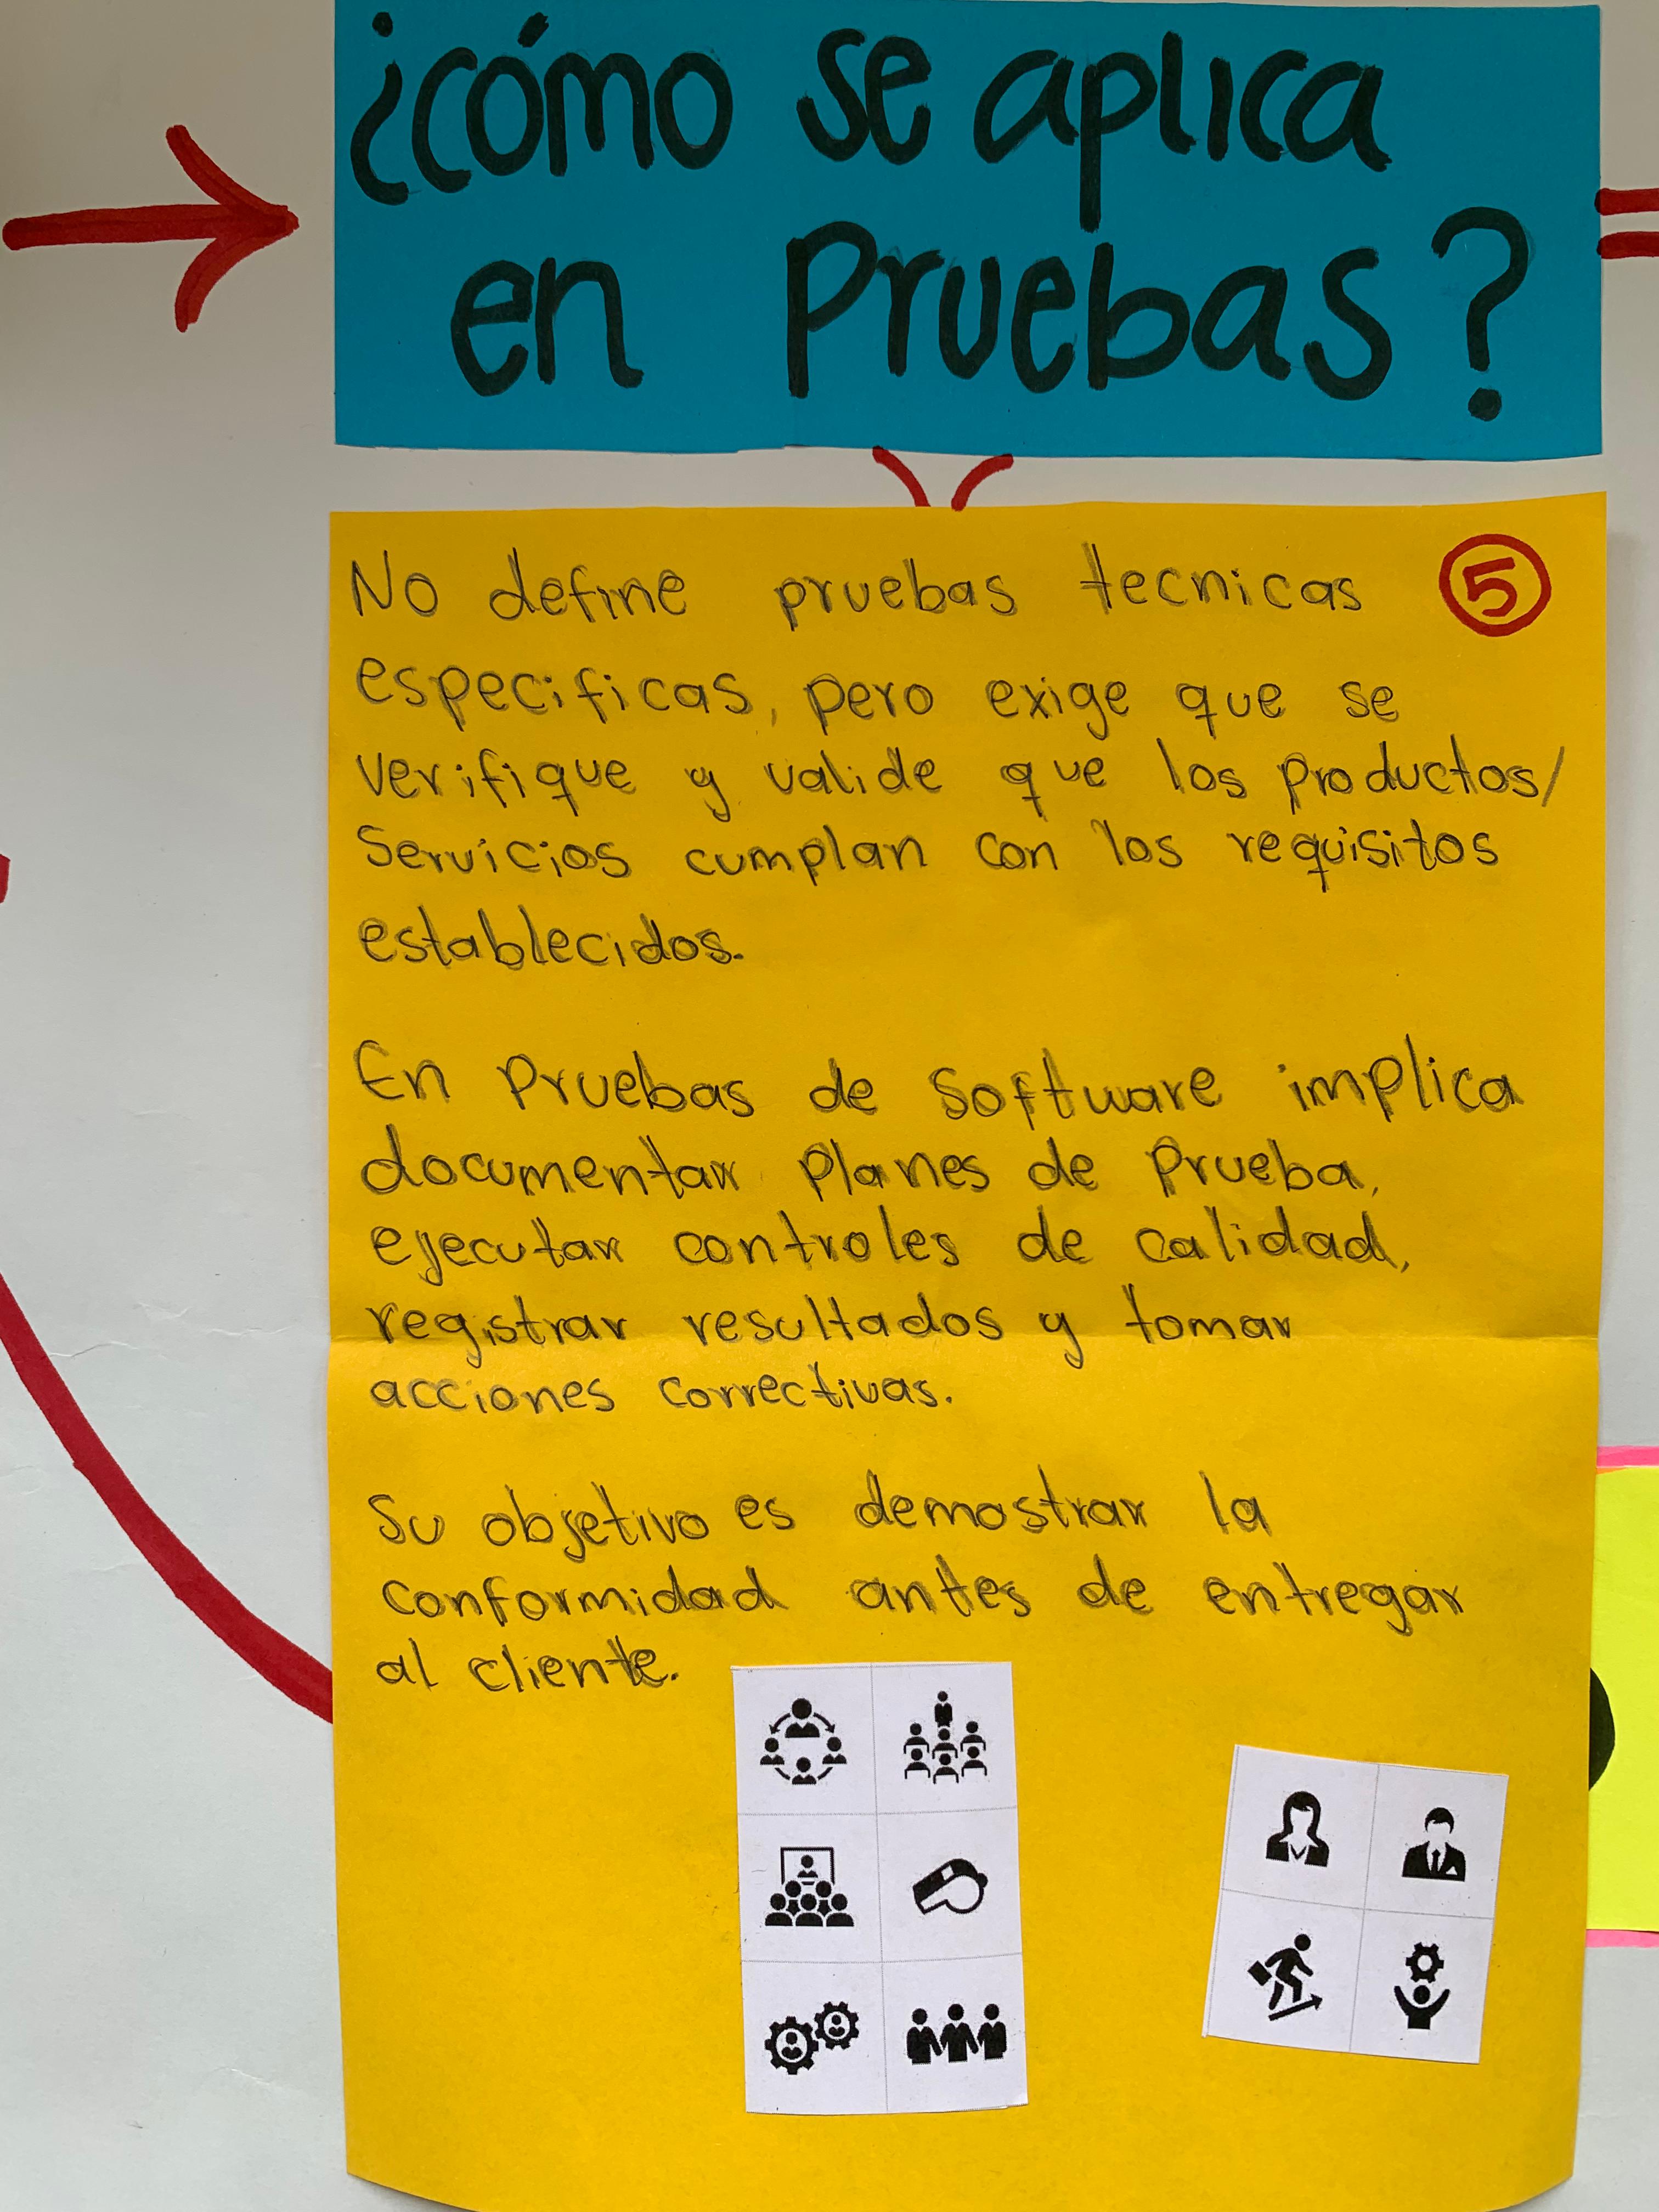 ¿cómo se aplica
en Pruebas?
No define pruebas tecnicas
5
especificas, pero exige que se
verifique y valide que los productos/
Servicios cumplan con los requisitos
establecidos.
En Pruebas de Software implica
documentar Planes de Prueba,
ejecutar controles de calidad,
registrar resultados y tomar
acciones correctivas.
Su objetivo es demostrar la
conformidad antes de entregar
al cliente.